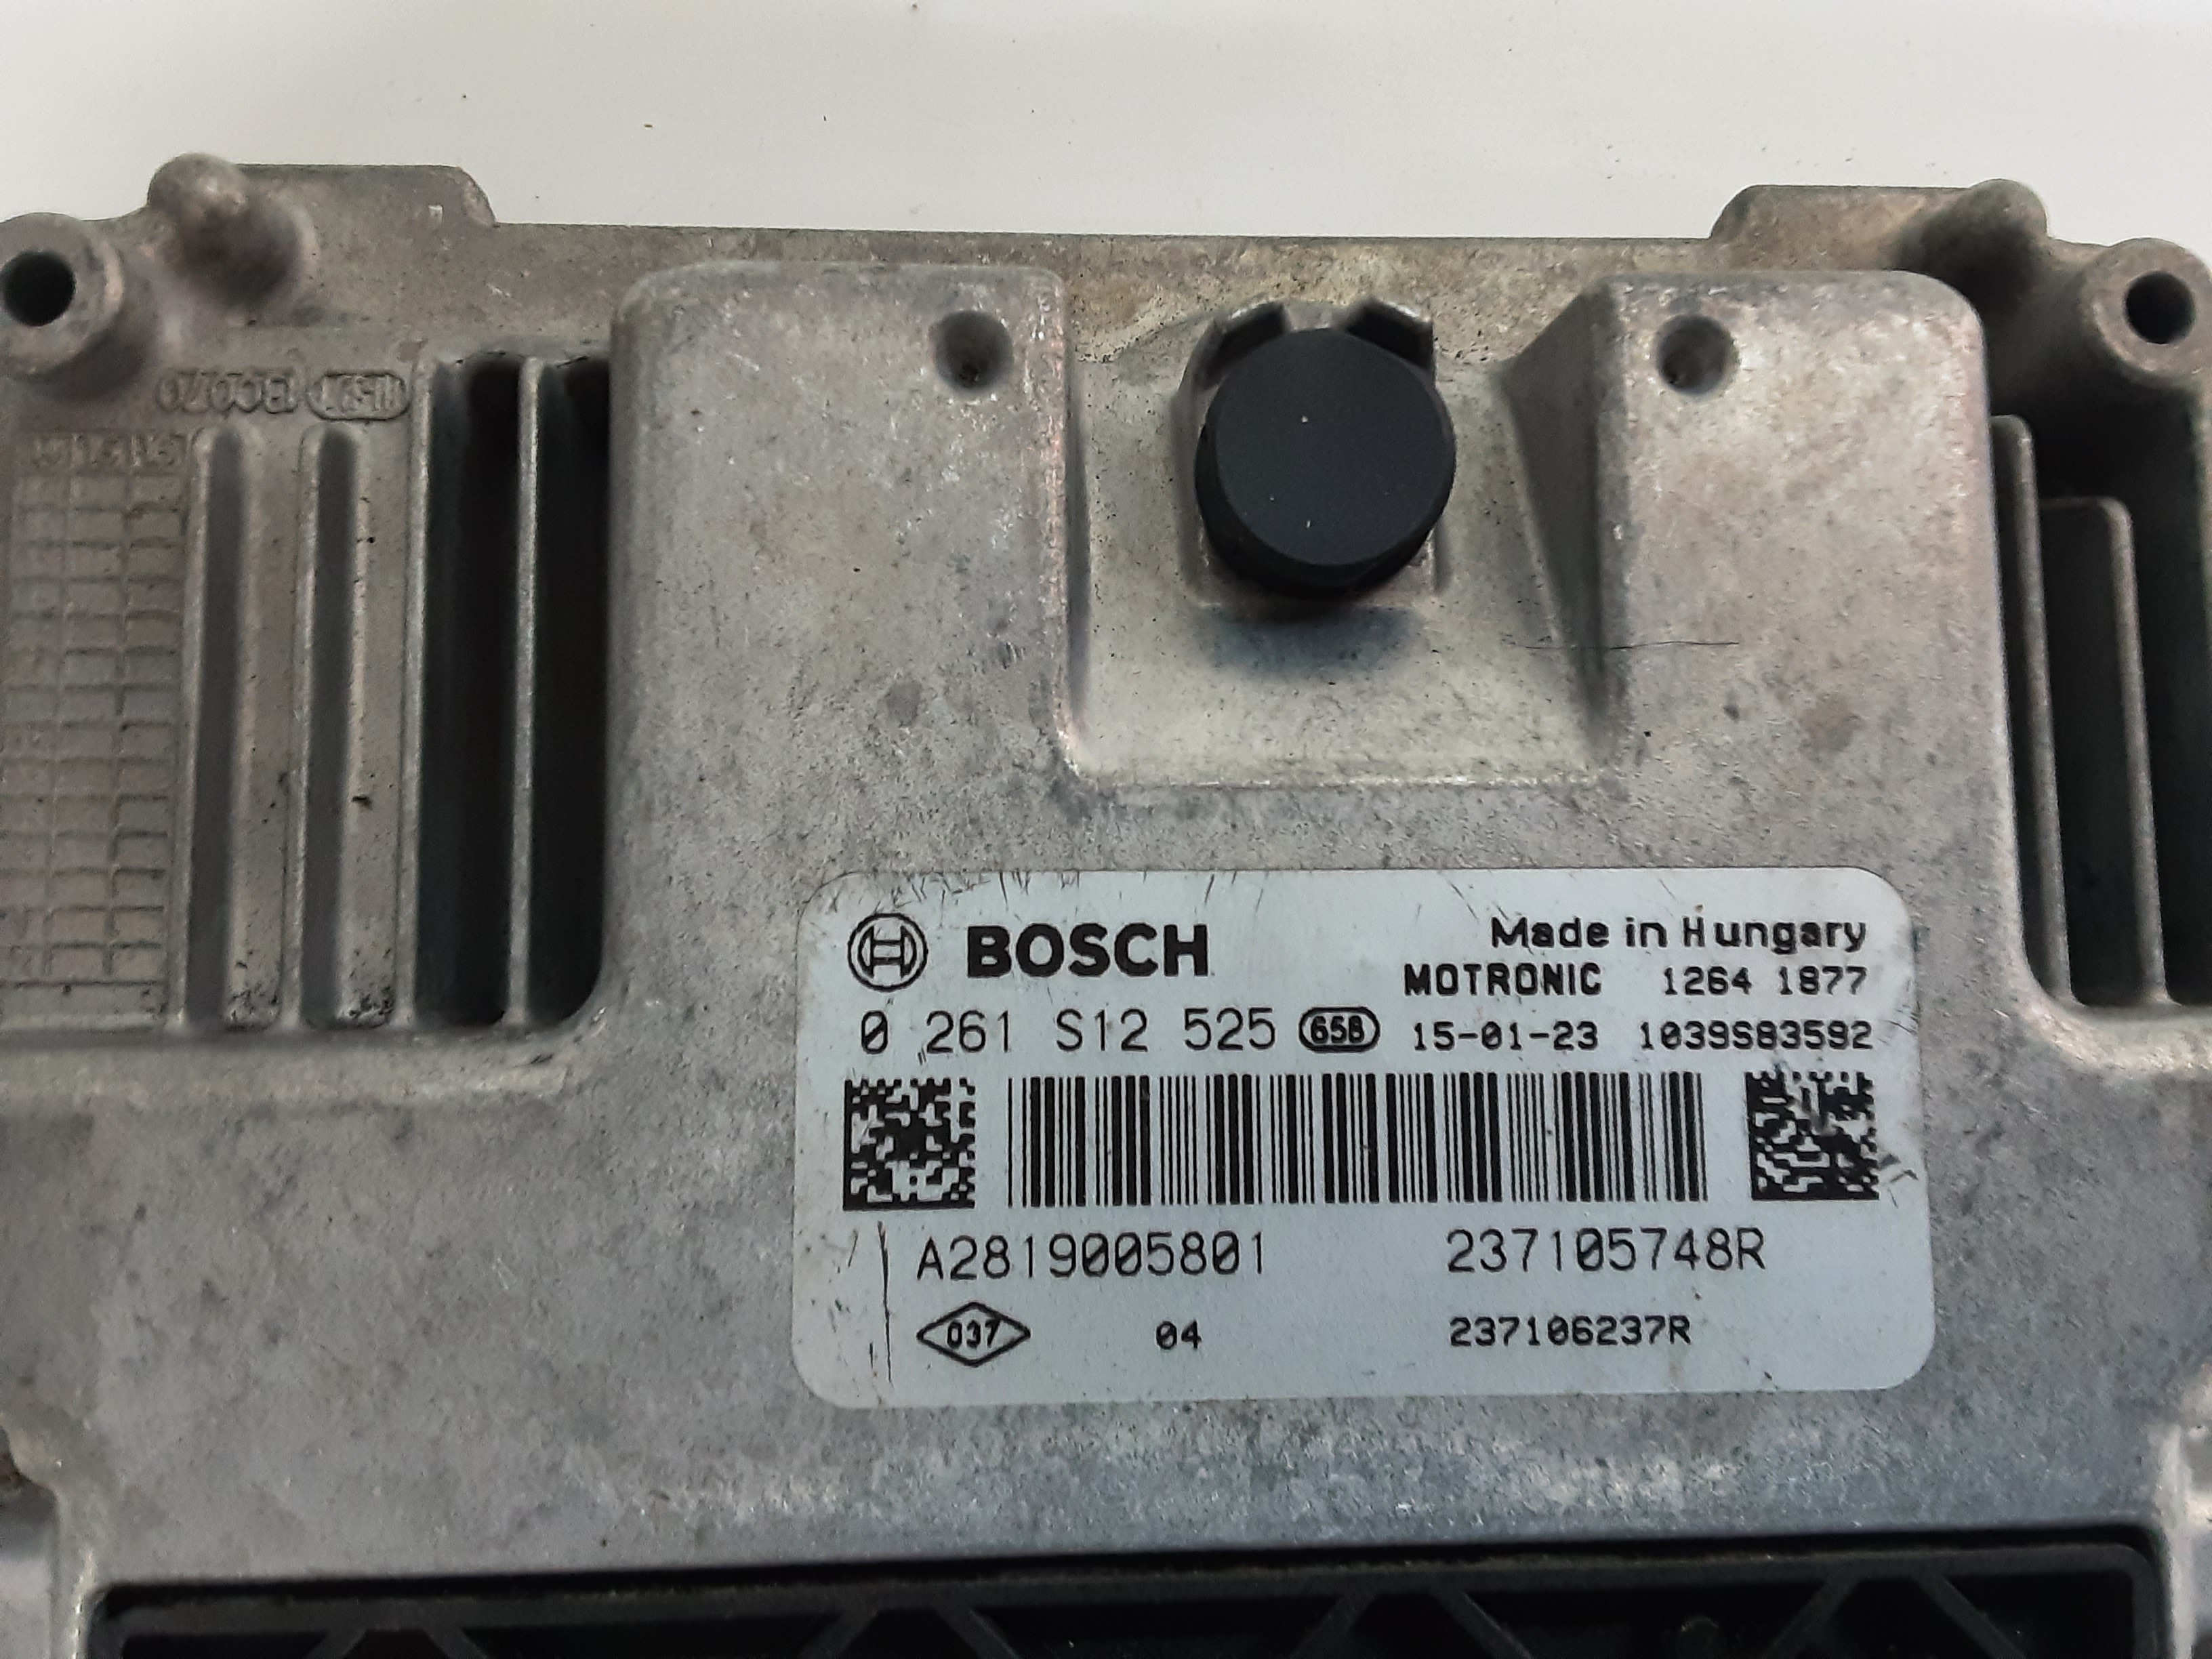 BOSCH
Made in Hungary
MOTRONIC 1264 1877
0 261 S12 525 65B 15-01-23 1039S83592
A2819005801 237105748R
037 04 237106237R